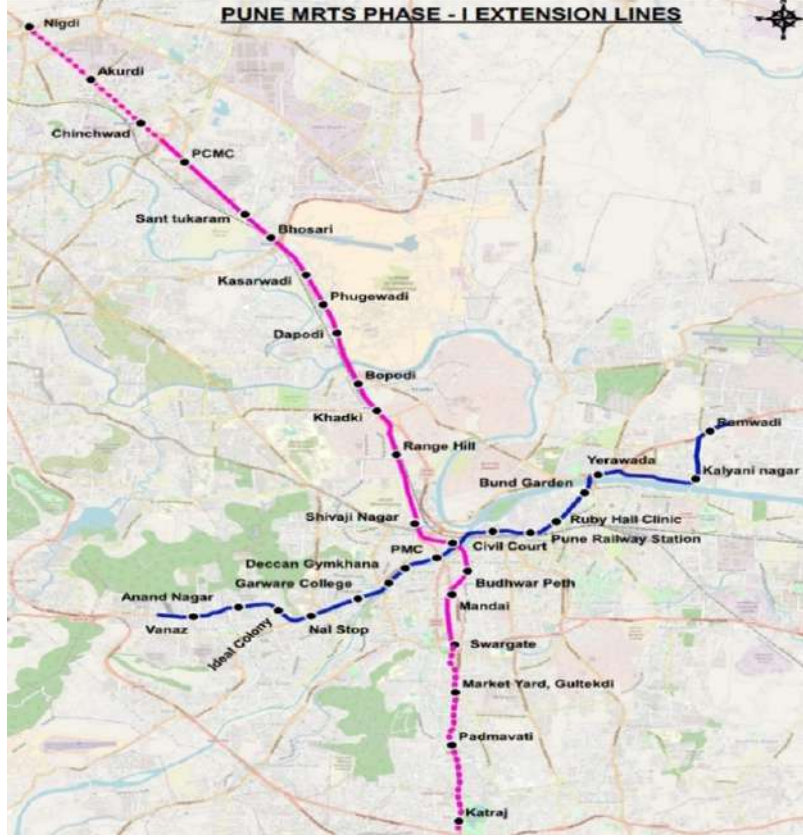 PUNE MRTS PHASE - I EXTENSION LINES
Nigdi
Akurdi
Chinchwad
PCMC
Sant tukaram
Bhosari
Kasarwadi
Phugewadi
Dapodi
Bopodi
Khadki
Range Hill
Ramwadi
Yerawada
Kalyani nagar
Bund Garden
Shivaji Nagar
Ruby Hall Clinic
Pune Railway Station
PMC
Civil Court
Deccan Gymkhana
Garware College
Budhwar Peth
Anand Nagar
Mandai
Vanaz
Ideal Colony
Nal Stop
Swargate
Market Yard, Gultekdi
Padmavati
Katraj